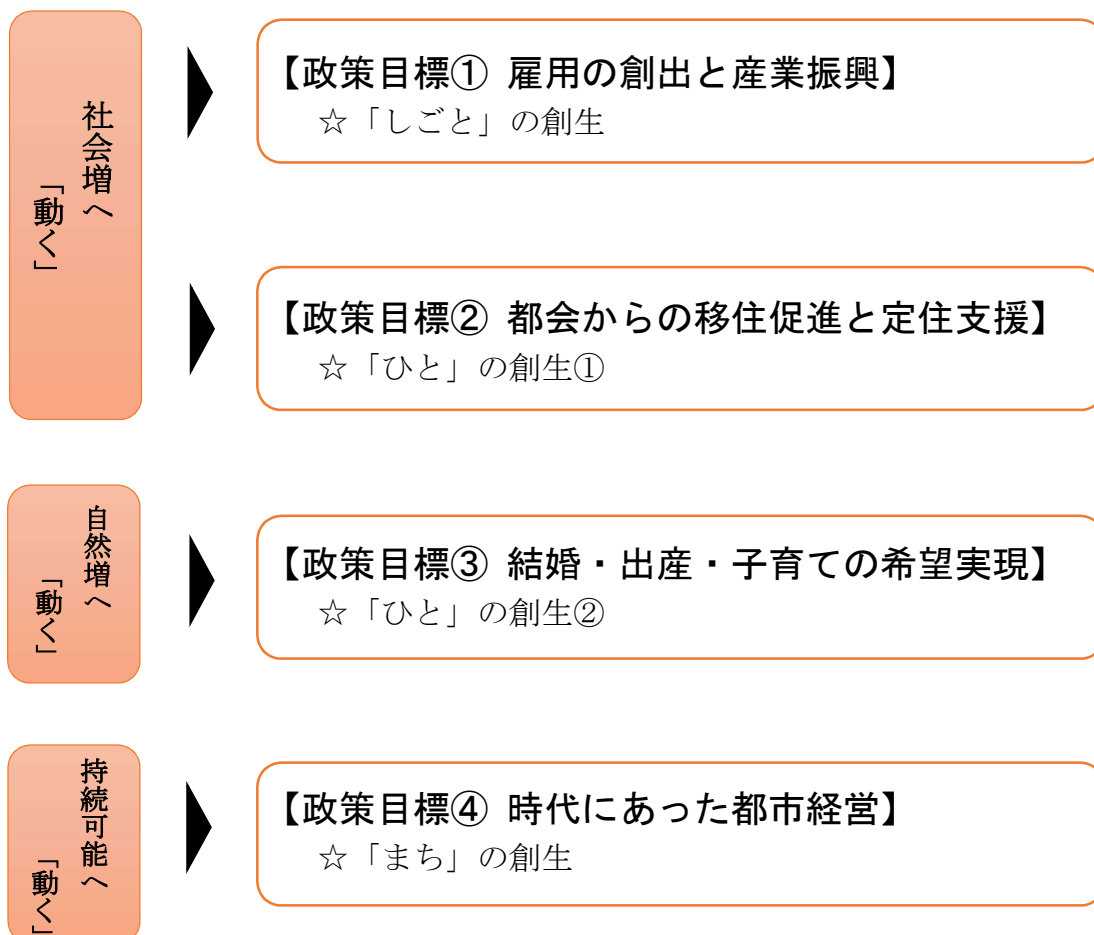 社会増へ
「動く」
【政策目標① 雇用の創出と産業振興】
☆「しごと」の創生
【政策目標② 都会からの移住促進と定住支援】
☆「ひと」の創生①
自然増へ
「動く」
【政策目標③ 結婚・出産・子育ての希望実現】
☆「ひと」の創生②
持続可能へ
「動く」
【政策目標④ 時代にあった都市経営】
☆「まち」の創生